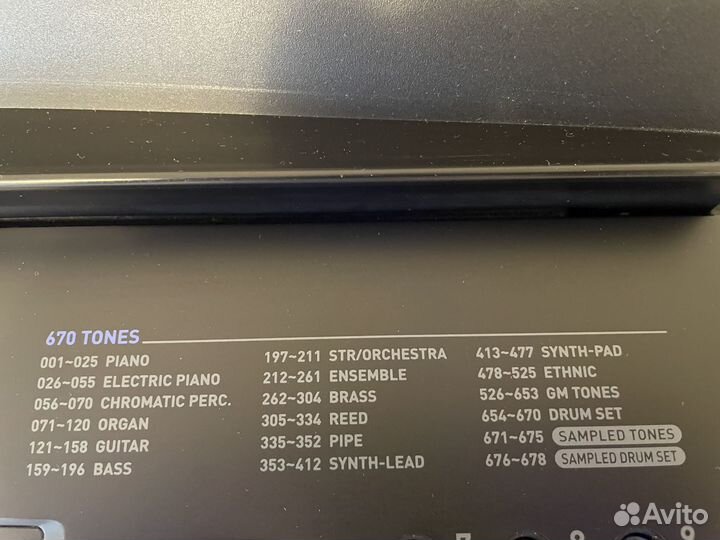 670 TONES
001~025 PIANO
026~055 ELECTRIC PIANO
056~070 CHROMATIC PERC.
071~120 ORGAN
121~158 GUITAR
159~196 BASS
197~211 STR/ORCHESTRA
212~261 ENSEMBLE
262~304 BRASS
305~334 REED
335~352 PIPE
353~412 SYNTH-LEAD
413~477 SYNTH-PAD
478~525 ETHNIC
526~653 GM TONES
654~670 DRUM SET
671~675 SAMPLED TONES
676~678 SAMPLED DRUM SET
Avito